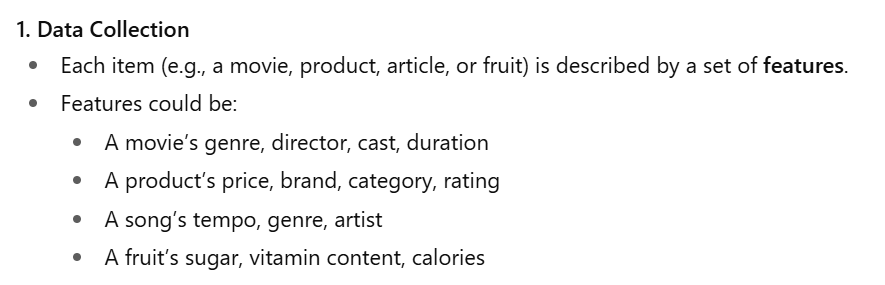 1. Data Collection
• Each item (e.g., a movie, product, article, or fruit) is described by a set of features.
• Features could be:
• A movie's genre, director, cast, duration
• A product's price, brand, category, rating
• A song's tempo, genre, artist
• A fruit's sugar, vitamin content, calories